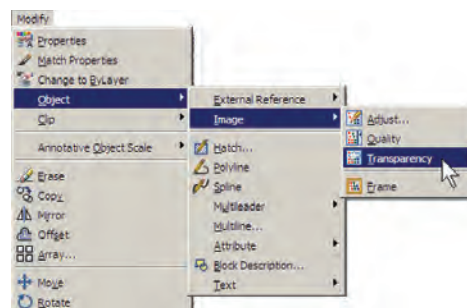 Modify
Properties
Match Properties
Change to ByLayer
Object
Clip
Annotative Object Scale
Erase
Copy
Mirror
Offset
Array...
Move
Rotate
External Reference
Image
Hatch...
Polyline
Spline
Multileader
Multiline...
Attribute
Block Description...
Text
Adjust...
Quality
Transparency
Frame